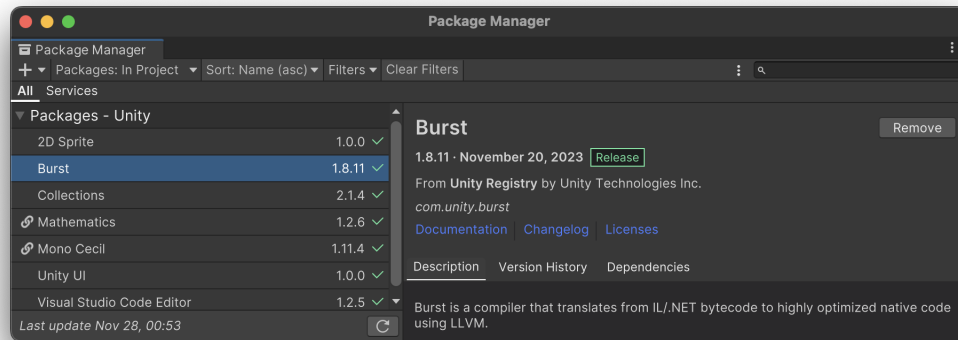 Package Manager
Package Manager
Packages: In Project Sort: Name (asc) Filters Clear Filters
All Services
Packages - Unity
2D Sprite 1.0.0
Burst 1.8.11
Collections 2.1.4
Mathematics 1.2.6
Mono Cecil 1.11.4
Unity UI 1.0.0
Visual Studio Code Editor 1.2.5
Last update Nov 28, 00:53
Burst
Remove
1.8.11 · November 20, 2023 Release
From Unity Registry by Unity Technologies Inc.
com.unity.burst
Documentation Changelog Licenses
Description Version History Dependencies
Burst is a compiler that translates from IL/.NET bytecode to highly optimized native code
using LLVM.